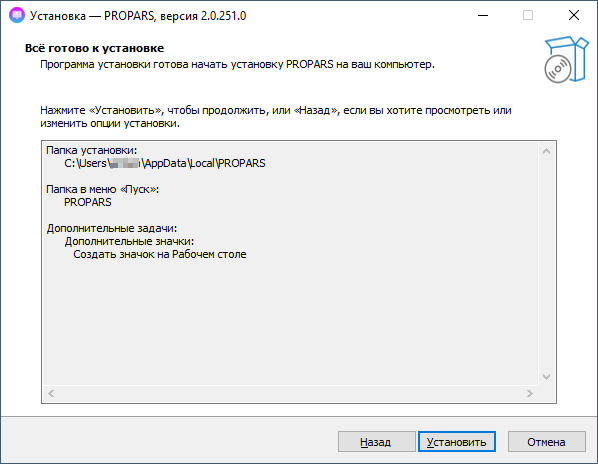 Установка — PROPARS, версия 2.0.251.0
Всё готово к установке
Программа установки готова начать установку PROPARS на ваш компьютер.
Нажмите «Установить», чтобы продолжить, или «Назад», если вы хотите просмотреть или
изменить опции установки.
Папка установки:
C:\Users\ \AppData\Local\PROPARS
Папка в меню «Пуск»:
PROPARS
Дополнительные задачи:
Дополнительные значки:
Создать значок на Рабочем столе
Назад
Установить
Отмена